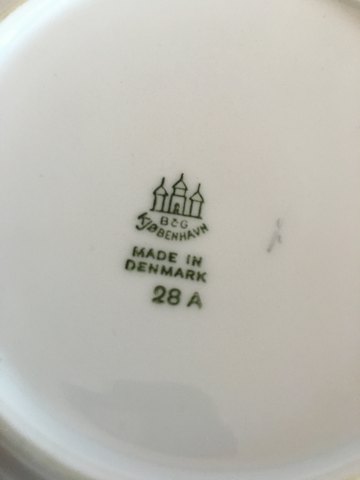 B&G
KJØBENHAVN
MADE IN
DENMARK
28 A